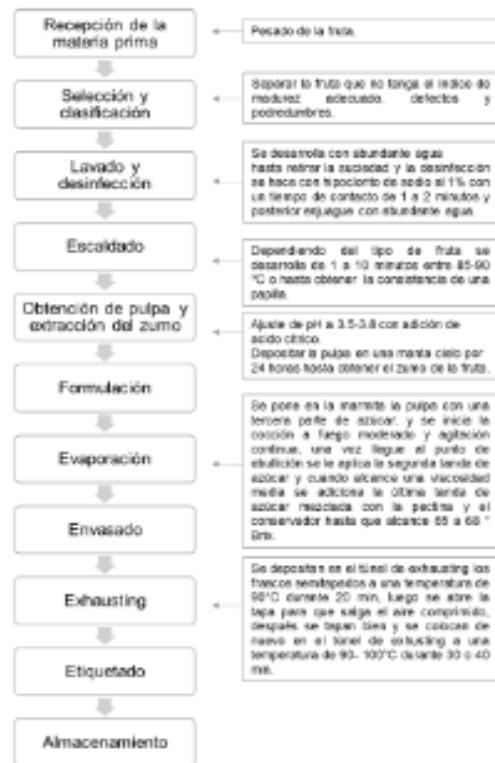 Recepción de la
materia prima
Pesado de la fruta.
Selección y
clasificación
Separar la fruta que no tenga el indice de
madurez adecuado, defectos y
podredumbres.
Lavado y
desinfección
Se desarrolla con abundante agua
hasta retirar la suciedad y la desinfección
se hace con hipoclorito de sodio al 1% con
un tiempo de contacto de 1 a 2 minutos y
posterior enjuague con abundante agua.
Escaldado
Dependiendo del tipo de fruta se
desarrolla de 1 a 10 minutos entre 85-90
°C o hasta obtener la consistencia de una
papilla.
Obtención de pulpa y
extracción del zumo
Ajuste de pH a 3.5-3.8 con adición de
acido cítrico.
Depositar la pulpa en una manta cielo por
24 horas hasta obtener el zumo de la fruta.
Formulación
Evaporación
Se pone en la marmita la pulpa con una
tercera parte de azúcar, y se inicia la
cocción a fuego moderado y agitación
continua, una vez llegue al punto de
ebullición se le aplica la segunda tanda de
azúcar y cuando alcance una viscosidad
media se adiciona la última tanda de
azúcar mezclada con la pectina y el
conservador hasta que alcance 65 a 68 °
Brix.
Envasado
Exhausting
Se depositan en el túnel de exhausting los
frascos semitapados a una temperatura de
98°C durante 20 min, luego se abre la
tapa para que salga el aire comprimido,
después se tapan bien y se colocan de
nuevo en el túnel de exhusting a una
temperatura de 90- 100°C durante 30 o 40
min.
Etiquetado
Almacenamiento